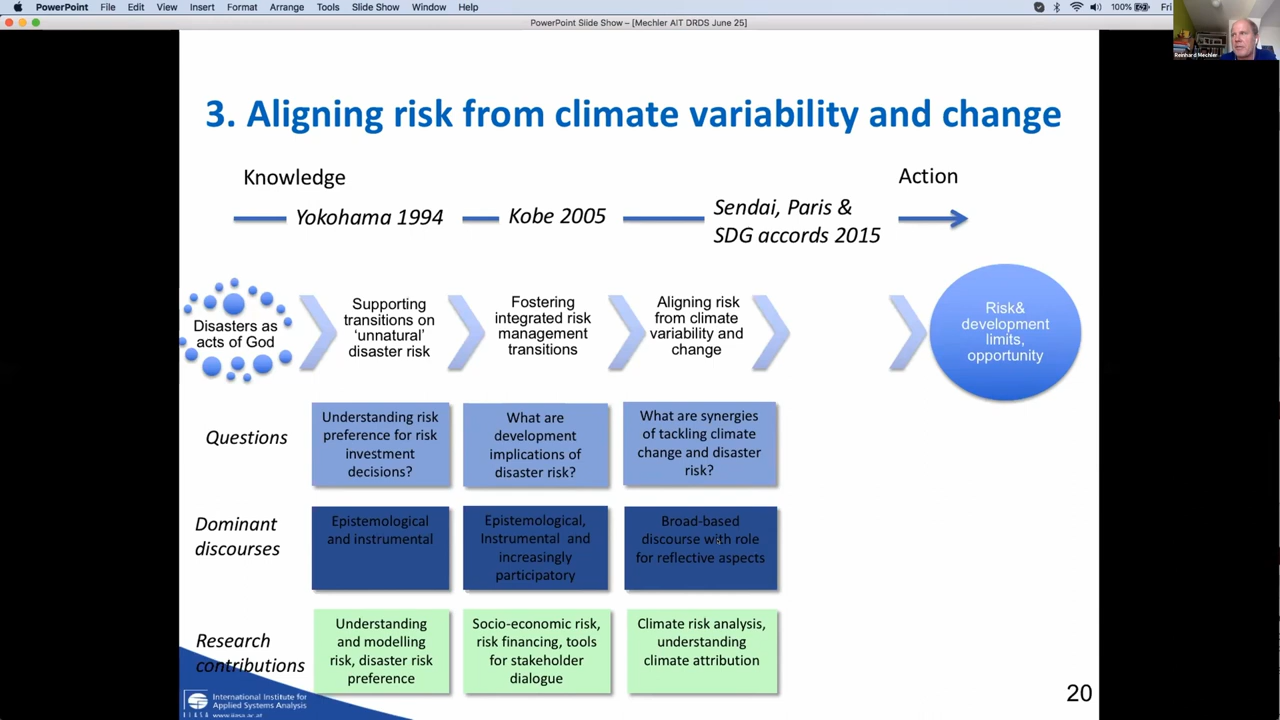 PowerPoint File Edit View Insert Format Arrange Tools Slide Show Window Help
100% Fri
PowerPoint Slide Show – [Mechler AIT DRDS June 25]
Reinhard Mechler
3. Aligning risk from climate variability and change
Knowledge
Action
Yokohama 1994
Kobe 2005
Sendai, Paris &
SDG accords 2015
Disasters as
acts of God
Supporting
transitions on
‘unnatural’
disaster risk
Fostering
integrated risk
management
transitions
Aligning risk
from climate
variability and
change
Risk&
development
limits,
opportunity
Questions
Understanding risk
preference for risk
investment
decisions?
What are
development
implications of
disaster risk?
What are synergies
of tackling climate
change and disaster
risk?
Dominant
discourses
Epistemological
and instrumental
Epistemological,
Instrumental and
increasingly
participatory
Broad-based
discourse with role
for reflective aspects
Research
contributions
Understanding
and modelling
risk, disaster risk
preference
Socio-economic risk,
risk financing, tools
for stakeholder
dialogue
Climate risk analysis,
understanding
climate attribution
International Institute for
Applied Systems Analysis
IIASA www.iiasa.ac.at
20